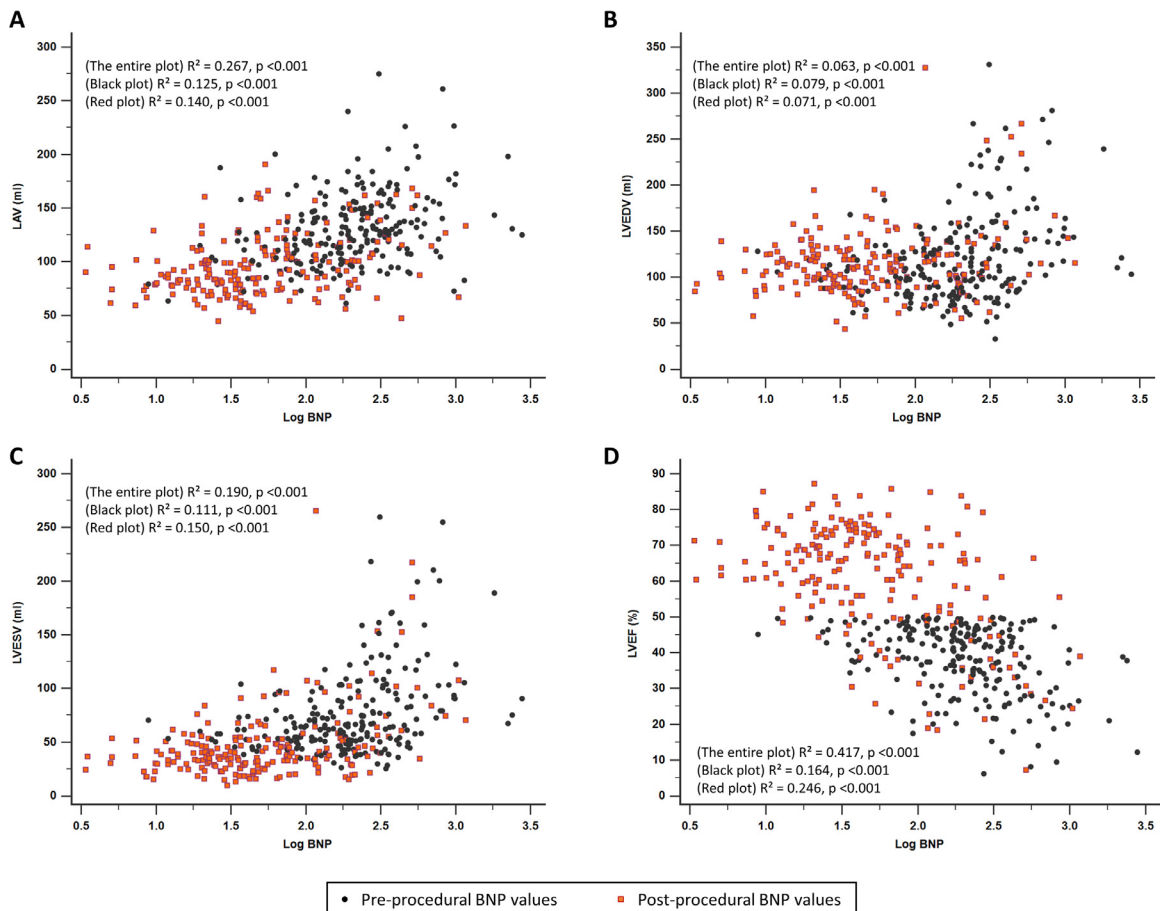 A
(The entire plot) R² = 0.267, p <0.001
(Black plot) R² = 0.125, p <0.001
(Red plot) R² = 0.140, p <0.001
LAV (ml)
300
250
200
150
100
50
0
0.5 1.0 1.5 2.0 2.5 3.0 3.5
Log BNP
B
(The entire plot) R² = 0.063, p <0.001
(Black plot) R² = 0.079, p <0.001
(Red plot) R² = 0.071, p <0.001
LVEDV (ml)
350
300
250
200
150
100
50
0
0.5 1.0 1.5 2.0 2.5 3.0 3.5
Log BNP
C
(The entire plot) R² = 0.190, p <0.001
(Black plot) R² = 0.111, p <0.001
(Red plot) R² = 0.150, p <0.001
LVESV (ml)
300
250
200
150
100
50
0
0.5 1.0 1.5 2.0 2.5 3.0 3.5
Log BNP
D
LVEF (%)
90
80
70
60
50
40
30
20
10
0
(The entire plot) R² = 0.417, p <0.001
(Black plot) R² = 0.164, p <0.001
(Red plot) R² = 0.246, p <0.001
0.5 1.0 1.5 2.0 2.5 3.0 3.5
Log BNP
Pre-procedural BNP values Post-procedural BNP values